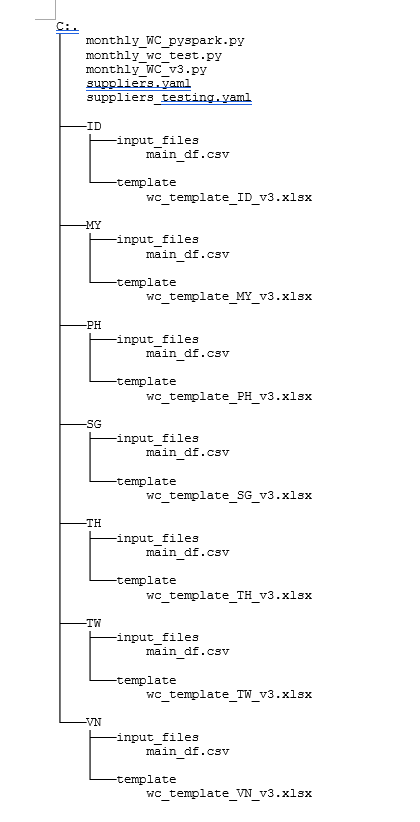 C:.
monthly_WC_pyspark.py
monthly_wc_test.py
monthly_WC_v3.py
suppliers.yaml
suppliers_testing.yaml
ID
input_files
main_df.csv
template
wc_template_ID_v3.xlsx
MY
input_files
main_df.csv
template
wc_template_MY_v3.xlsx
PH
input_files
main_df.csv
template
wc_template_PH_v3.xlsx
SG
input_files
main_df.csv
template
wc_template_SG_v3.xlsx
TH
input_files
main_df.csv
template
wc_template_TH_v3.xlsx
TW
input_files
main_df.csv
template
wc_template_TW_v3.xlsx
VN
input_files
main_df.csv
template
wc_template_VN_v3.xlsx